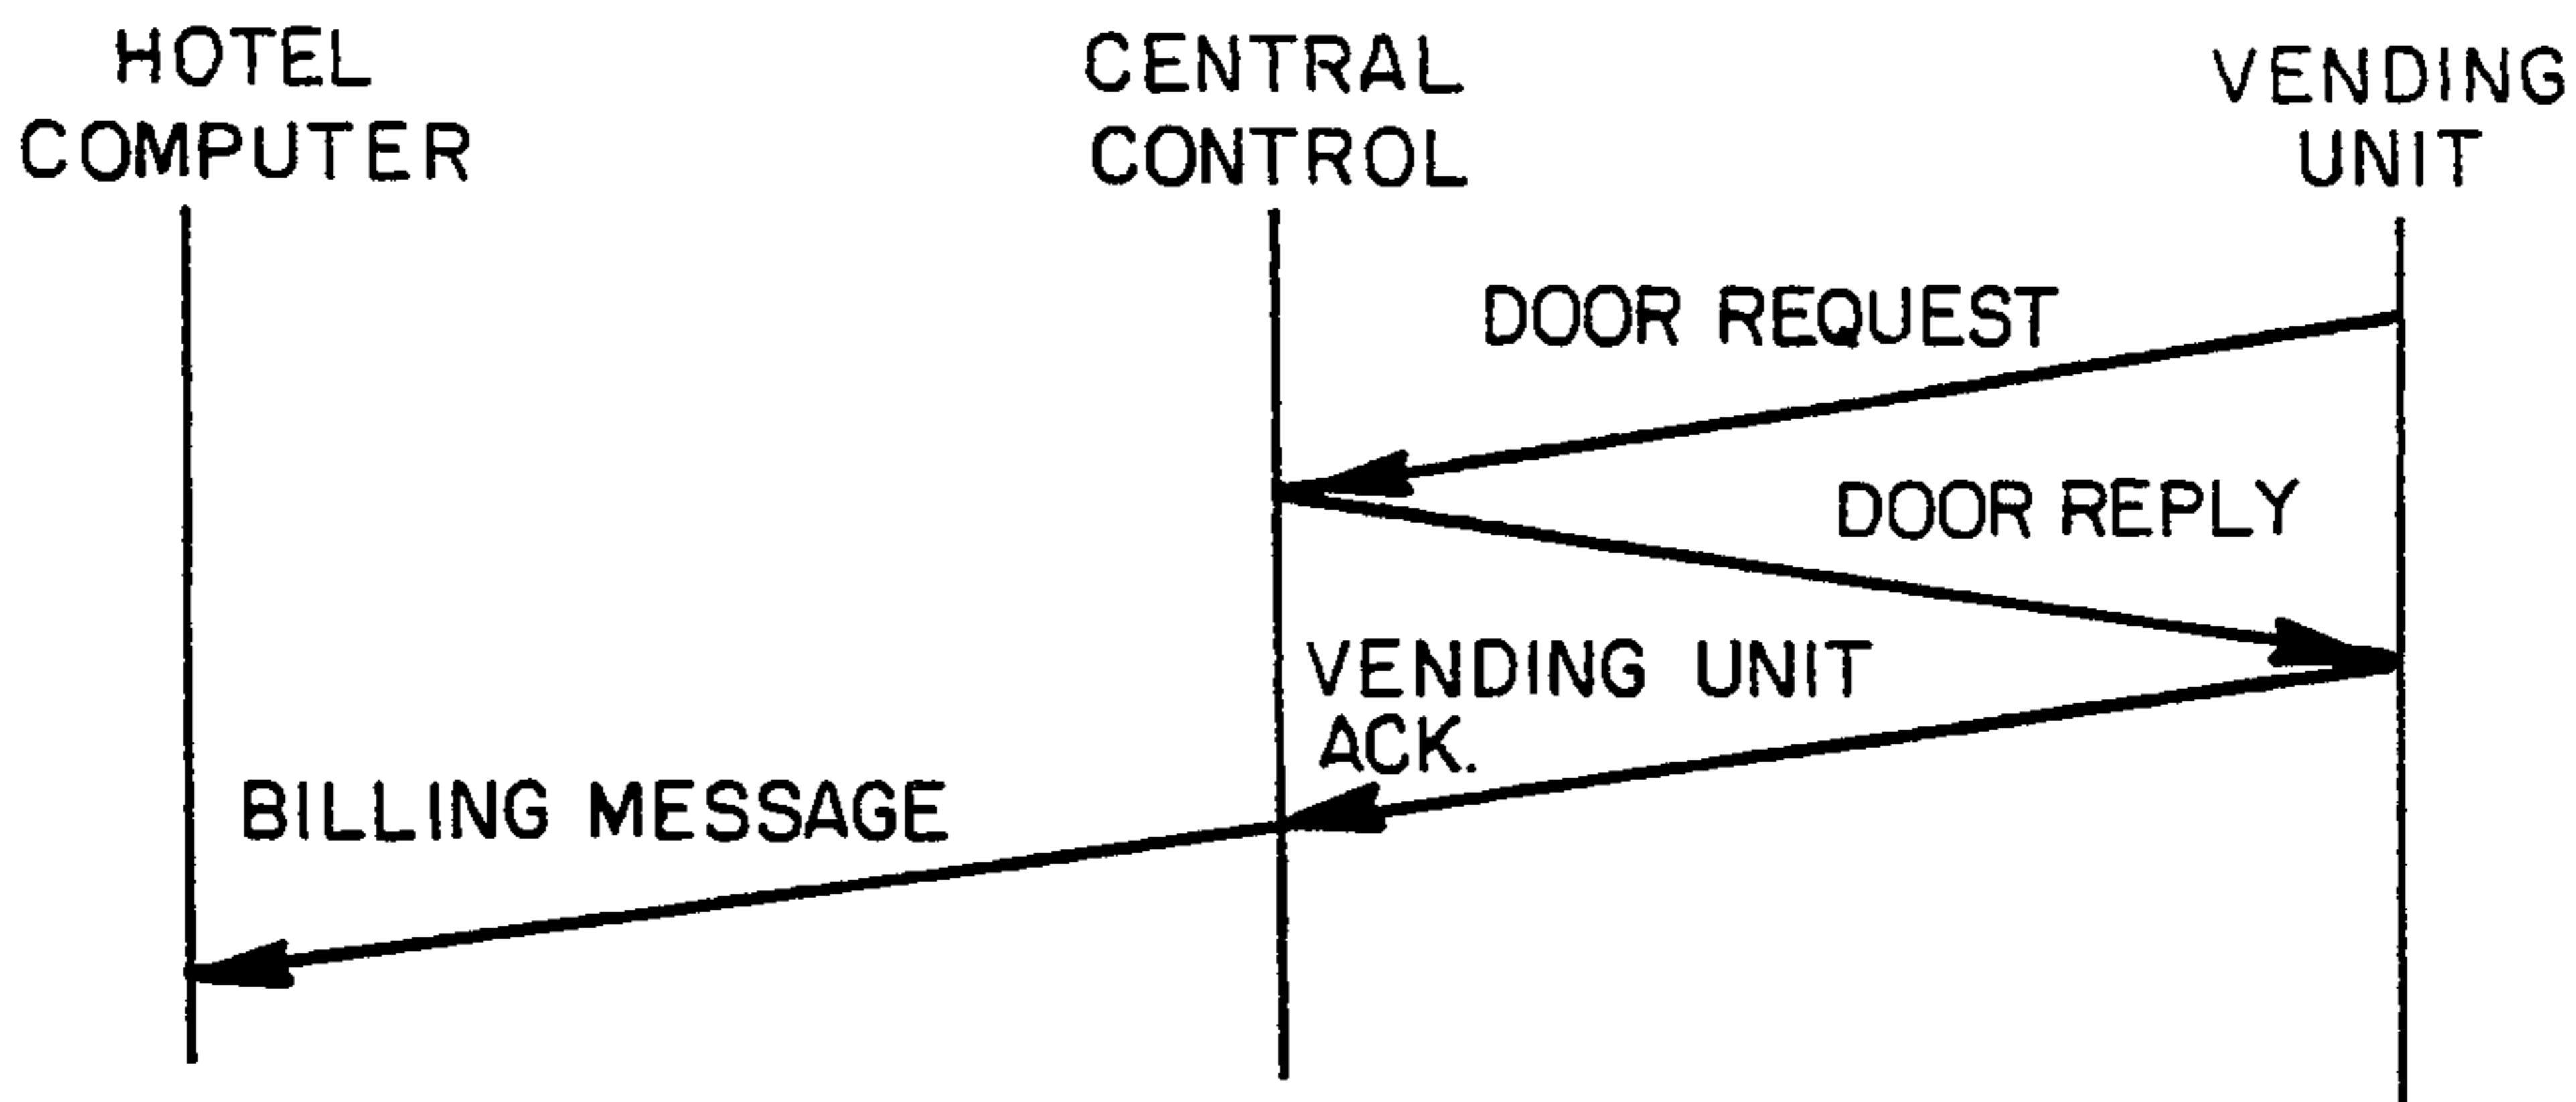 HOTEL
COMPUTER
CENTRAL
CONTROL
VENDING
UNIT
DOOR REQUEST
DOOR REPLY
VENDING UNIT
ACK.
BILLING MESSAGE